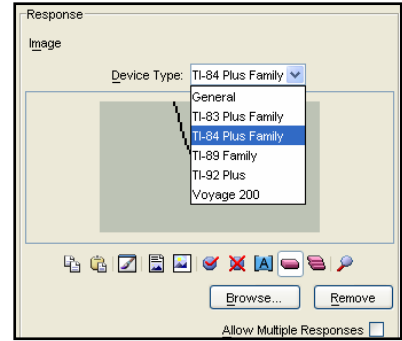 Response
Image
Device Type: TI-84 Plus Family
General
TI-83 Plus Family
TI-84 Plus Family
TI-89 Family
TI-92 Plus
Voyage 200
[A]
Browse... Remove
Allow Multiple Responses